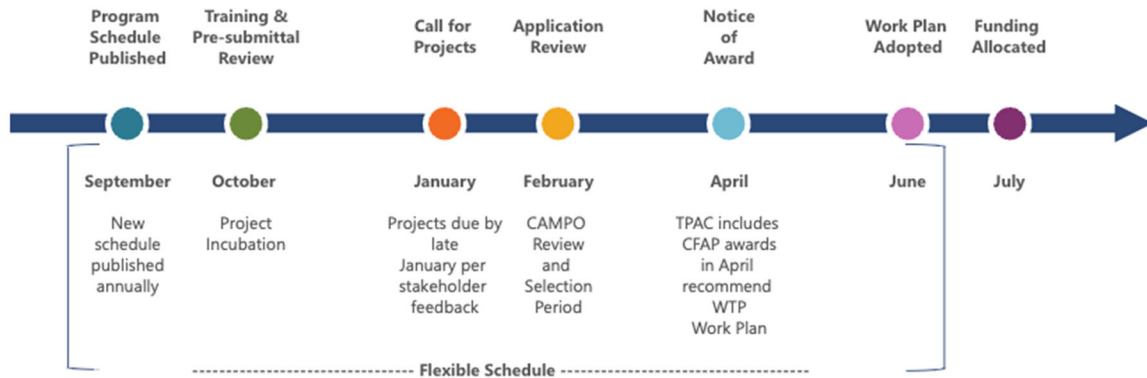 Program
Schedule
Published
Training &
Pre-submittal
Review
Call for
Projects
Application
Review
Notice
of
Award
Work Plan
Adopted
Funding
Allocated
September
New
schedule
published
annually
October
Project
Incubation
January
Projects due by
late
January per
stakeholder
feedback
February
CAMPO
Review
and
Selection
Period
April
TPAC includes
CFAP awards
in April
recommend
WTP
Work Plan
June
July
Flexible Schedule